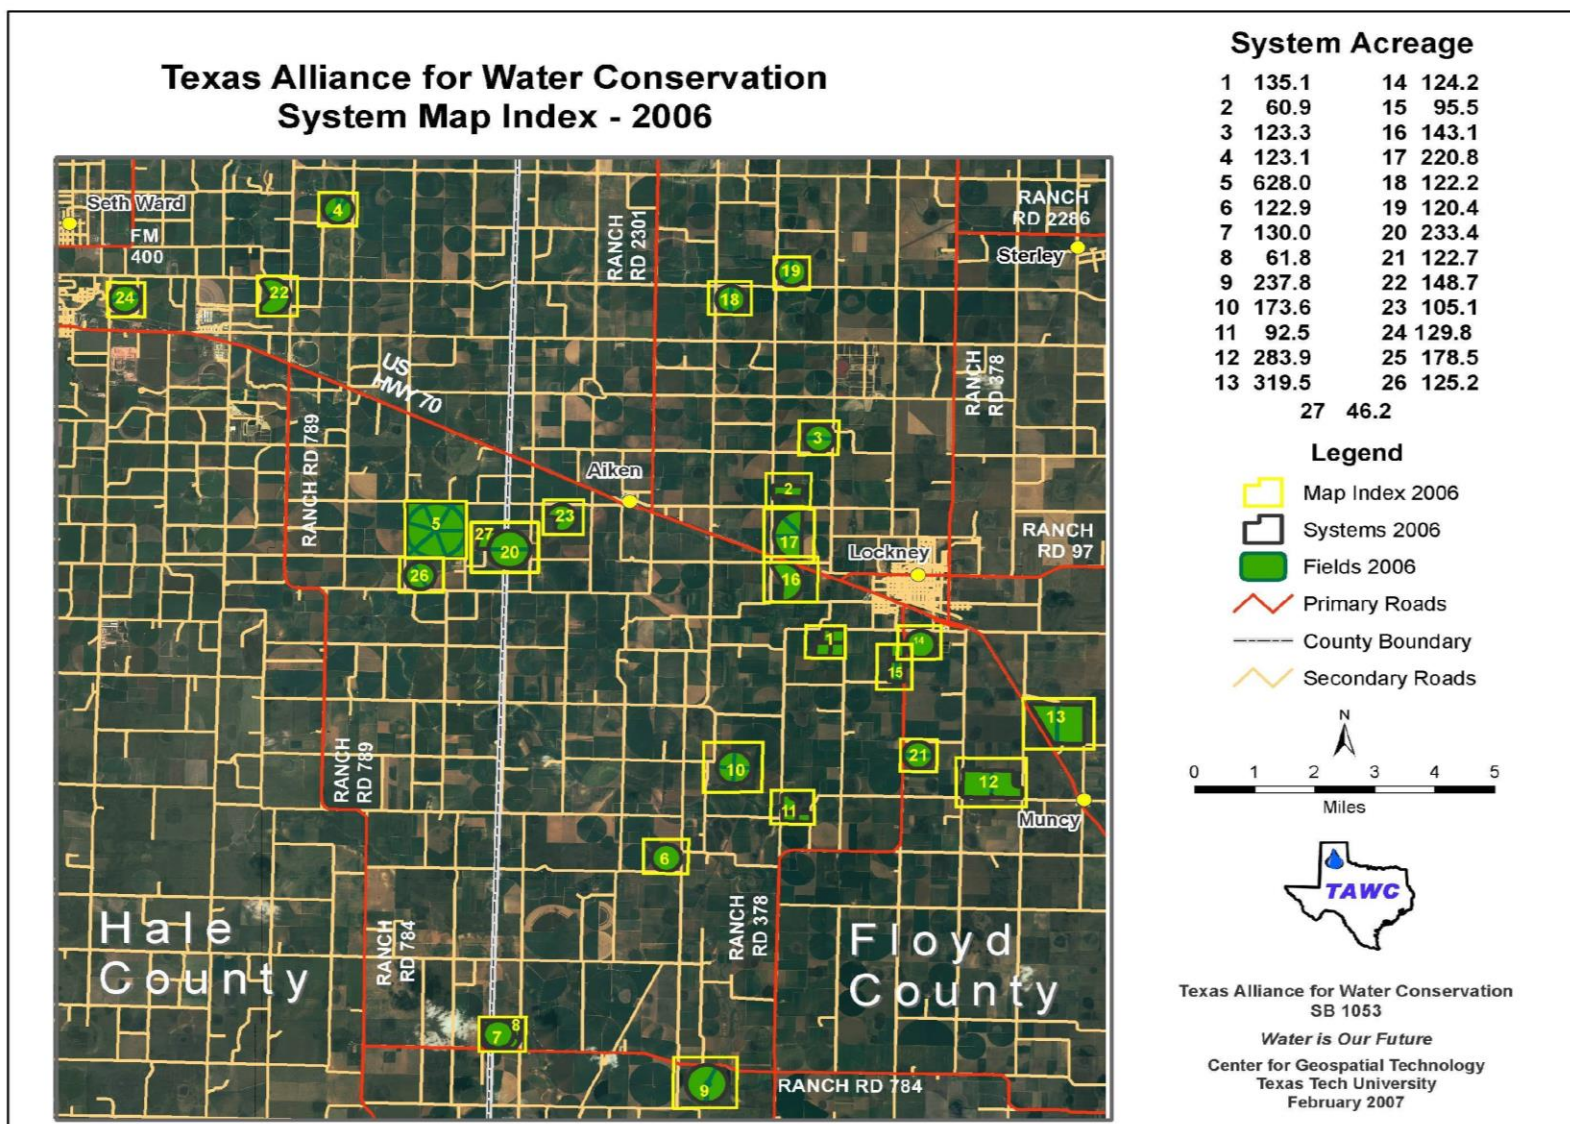 Texas Alliance for Water Conservation
System Map Index - 2006
System Acreage
1 135.1 14 124.2
2 60.9 15 95.5
3 123.3 16 143.1
4 123.1 17 220.8
5 628.0 18 122.2
6 122.9 19 120.4
7 130.0 20 233.4
8 61.8 21 122.7
9 237.8 22 148.7
10 173.6 23 105.1
11 92.5 24 129.8
12 283.9 25 178.5
13 319.5 26 125.2
27 46.2
Legend
Map Index 2006
Systems 2006
Fields 2006
Primary Roads
County Boundary
Secondary Roads
N
0 1 2 3 4 5
Miles
TAWC
Texas Alliance for Water Conservation
SB 1053
Water is Our Future
Center for Geospatial Technology
Texas Tech University
February 2007
Seth Ward
FM
400
4
RANCH
RD 2301
RANCH
RD 2286
Sterley
24
22
19
18
US
HWY 70
RANCH
RD 378
RANCH RD 789
3
Aiken
2
5
23
27
20
17
RANCH
RD 97
Lockney
26
16
1
14
15
13
RANCH
RD 789
10
21
12
11
Muncy
6
Hale
County
RANCH
RD 784
RANCH
RD 378
Floyd
County
7
8
9
RANCH RD 784